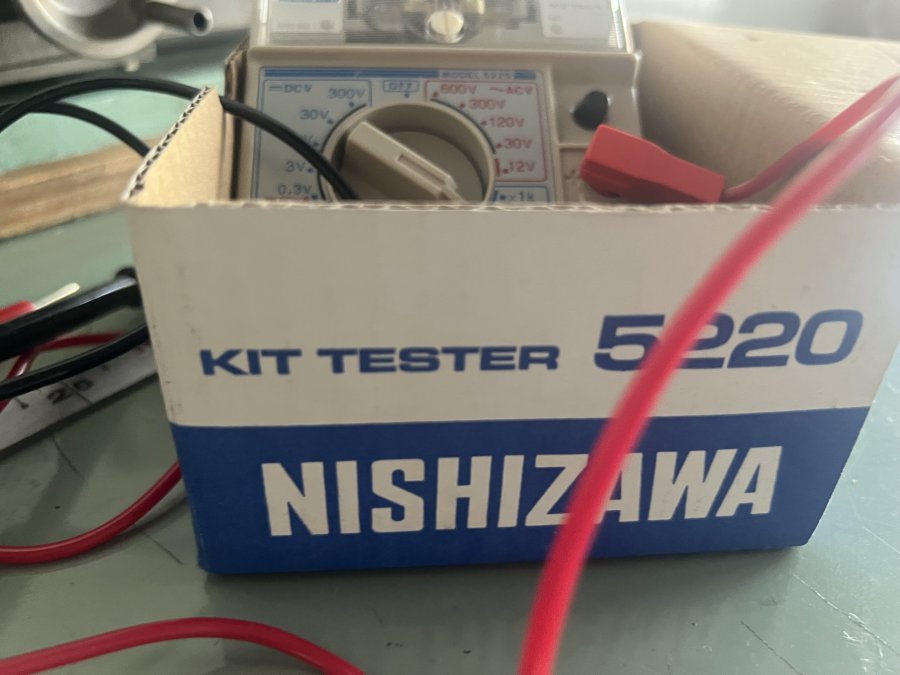 MODEL 5220
DCV
OFF
~ACV
300V
600V
30V
300V
120V
3V
30V
0.3V
12V
×1k
KIT TESTER 5220
NISHIZAWA